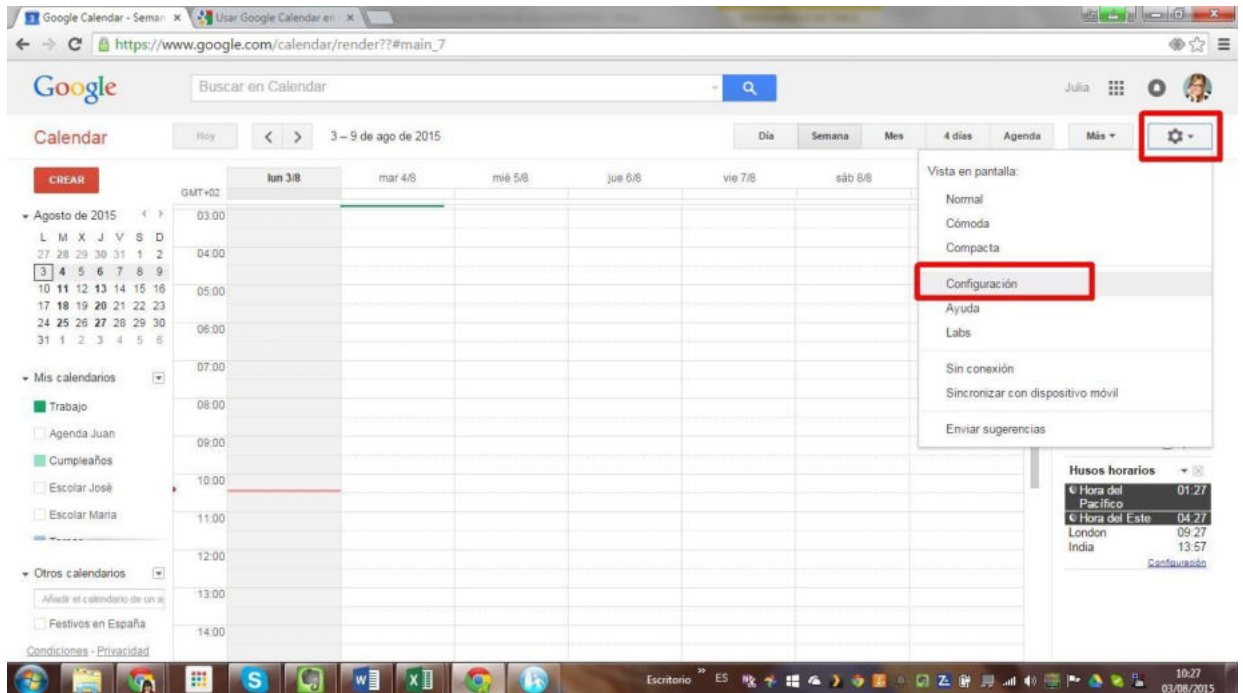 Google Calendar - Seman
Usar Google Calendar en
https://www.google.com/calendar/render??#main_7
Google
Buscar en Calendar
Julia
Calendar
Hoy
3 – 9 de ago de 2015
Día Semana Mes 4 días Agenda
Más
CREAR
GMT+02
lun 3/8 mar 4/8 mié 5/8 jue 6/8 vie 7/8 sáb 8/8
Vista en pantalla:
Normal
Cómoda
Compacta
Configuración
Ayuda
Labs
Sin conexión
Sincronizar con dispositivo móvil
Enviar sugerencias
Agosto de 2015
L M X J V S D
27 28 29 30 31 1 2
3 4 5 6 7 8 9
10 11 12 13 14 15 16
17 18 19 20 21 22 23
24 25 26 27 28 29 30
31 1 2 3 4 5 6
Mis calendarios
Trabajo
Agenda Juan
Cumpleaños
Escolar José
Escolar Maria
Otros calendarios
Añadir el calendario de un a
Festivos en España
Condiciones - Privacidad
03:00
04:00
05:00
06:00
07:00
08:00
09:00
10:00
11:00
12:00
13:00
14:00
Husos horarios
Hora del Pacífico 01:27
Hora del Este 04:27
London 09:27
India 13:57
Configuración
Escritorio
ES
10:27
03/08/2015